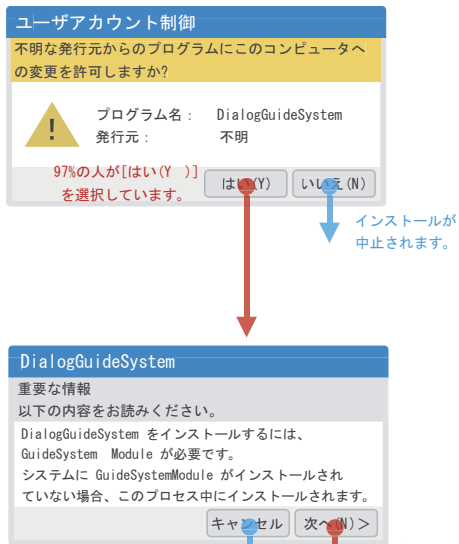 ユーザアカウント制御
不明な発行元からのプログラムにこのコンピュータへ
の変更を許可しますか?
!
プログラム名： DialogGuideSystem
発行元： 不明
97%の人が[はい(Y )]
を選択しています。
はい(Y) いいえ(N)
インストールが
中止されます。
DialogGuideSystem
重要な情報
以下の内容をお読みください。
DialogGuideSystem をインストールするには、
GuideSystem Module が必要です。
システムに GuideSystemModule がインストールされ
ていない場合、このプロセス中にインストールされます。
キャンセル 次へ(N)＞